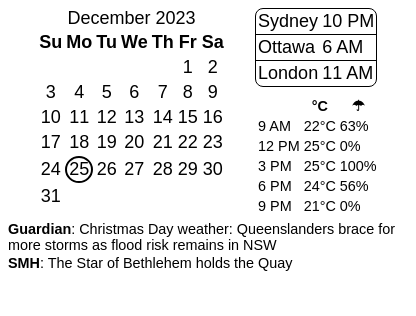 December 2023
Su Mo Tu We Th Fr Sa
1 2
3 4 5 6 7 8 9
10 11 12 13 14 15 16
17 18 19 20 21 22 23
24 25 26 27 28 29 30
31
Sydney 10 PM
Ottawa 6 AM
London 11 AM
°C ☂
9 AM 22°C 63%
12 PM 25°C 0%
3 PM 25°C 100%
6 PM 24°C 56%
9 PM 21°C 0%
Guardian: Christmas Day weather: Queenslanders brace for
more storms as flood risk remains in NSW
SMH: The Star of Bethlehem holds the Quay